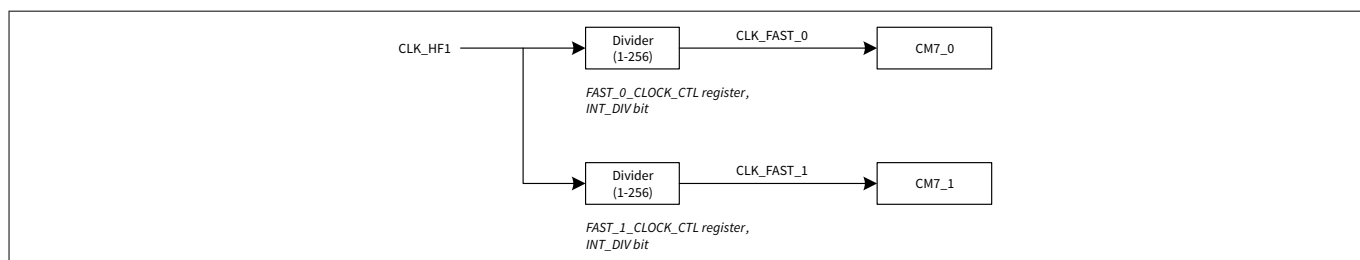 CLK_HF1
Divider
(1-256)
CLK_FAST_0
CM7_0
FAST_0_CLOCK_CTL register,
INT_DIV bit
Divider
(1-256)
CLK_FAST_1
CM7_1
FAST_1_CLOCK_CTL register,
INT_DIV bit